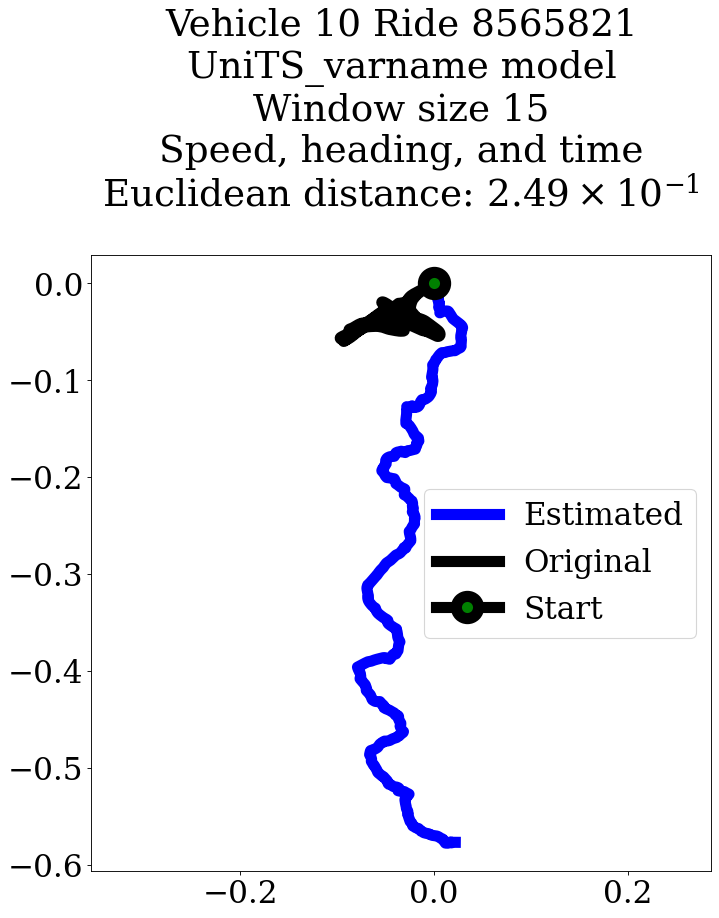 Vehicle 10 Ride 8565821
UniTS_varname model
Window size 15
Speed, heading, and time
Euclidean distance: 2.49 × 10⁻¹
0.0
−0.1
−0.2
−0.3
−0.4
−0.5
−0.6
Estimated
Original
Start
−0.2 0.0 0.2